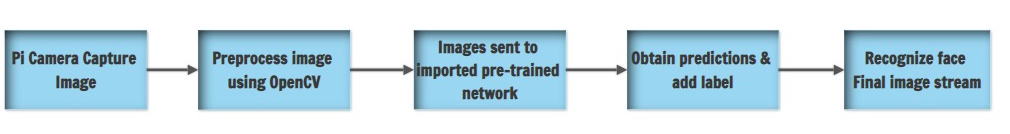 Pi Camera Capture
Image
Preprocess image
using OpenCV
Images sent to
imported pre-trained
network
Obtain predictions &
add label
Recognize face
Final image stream